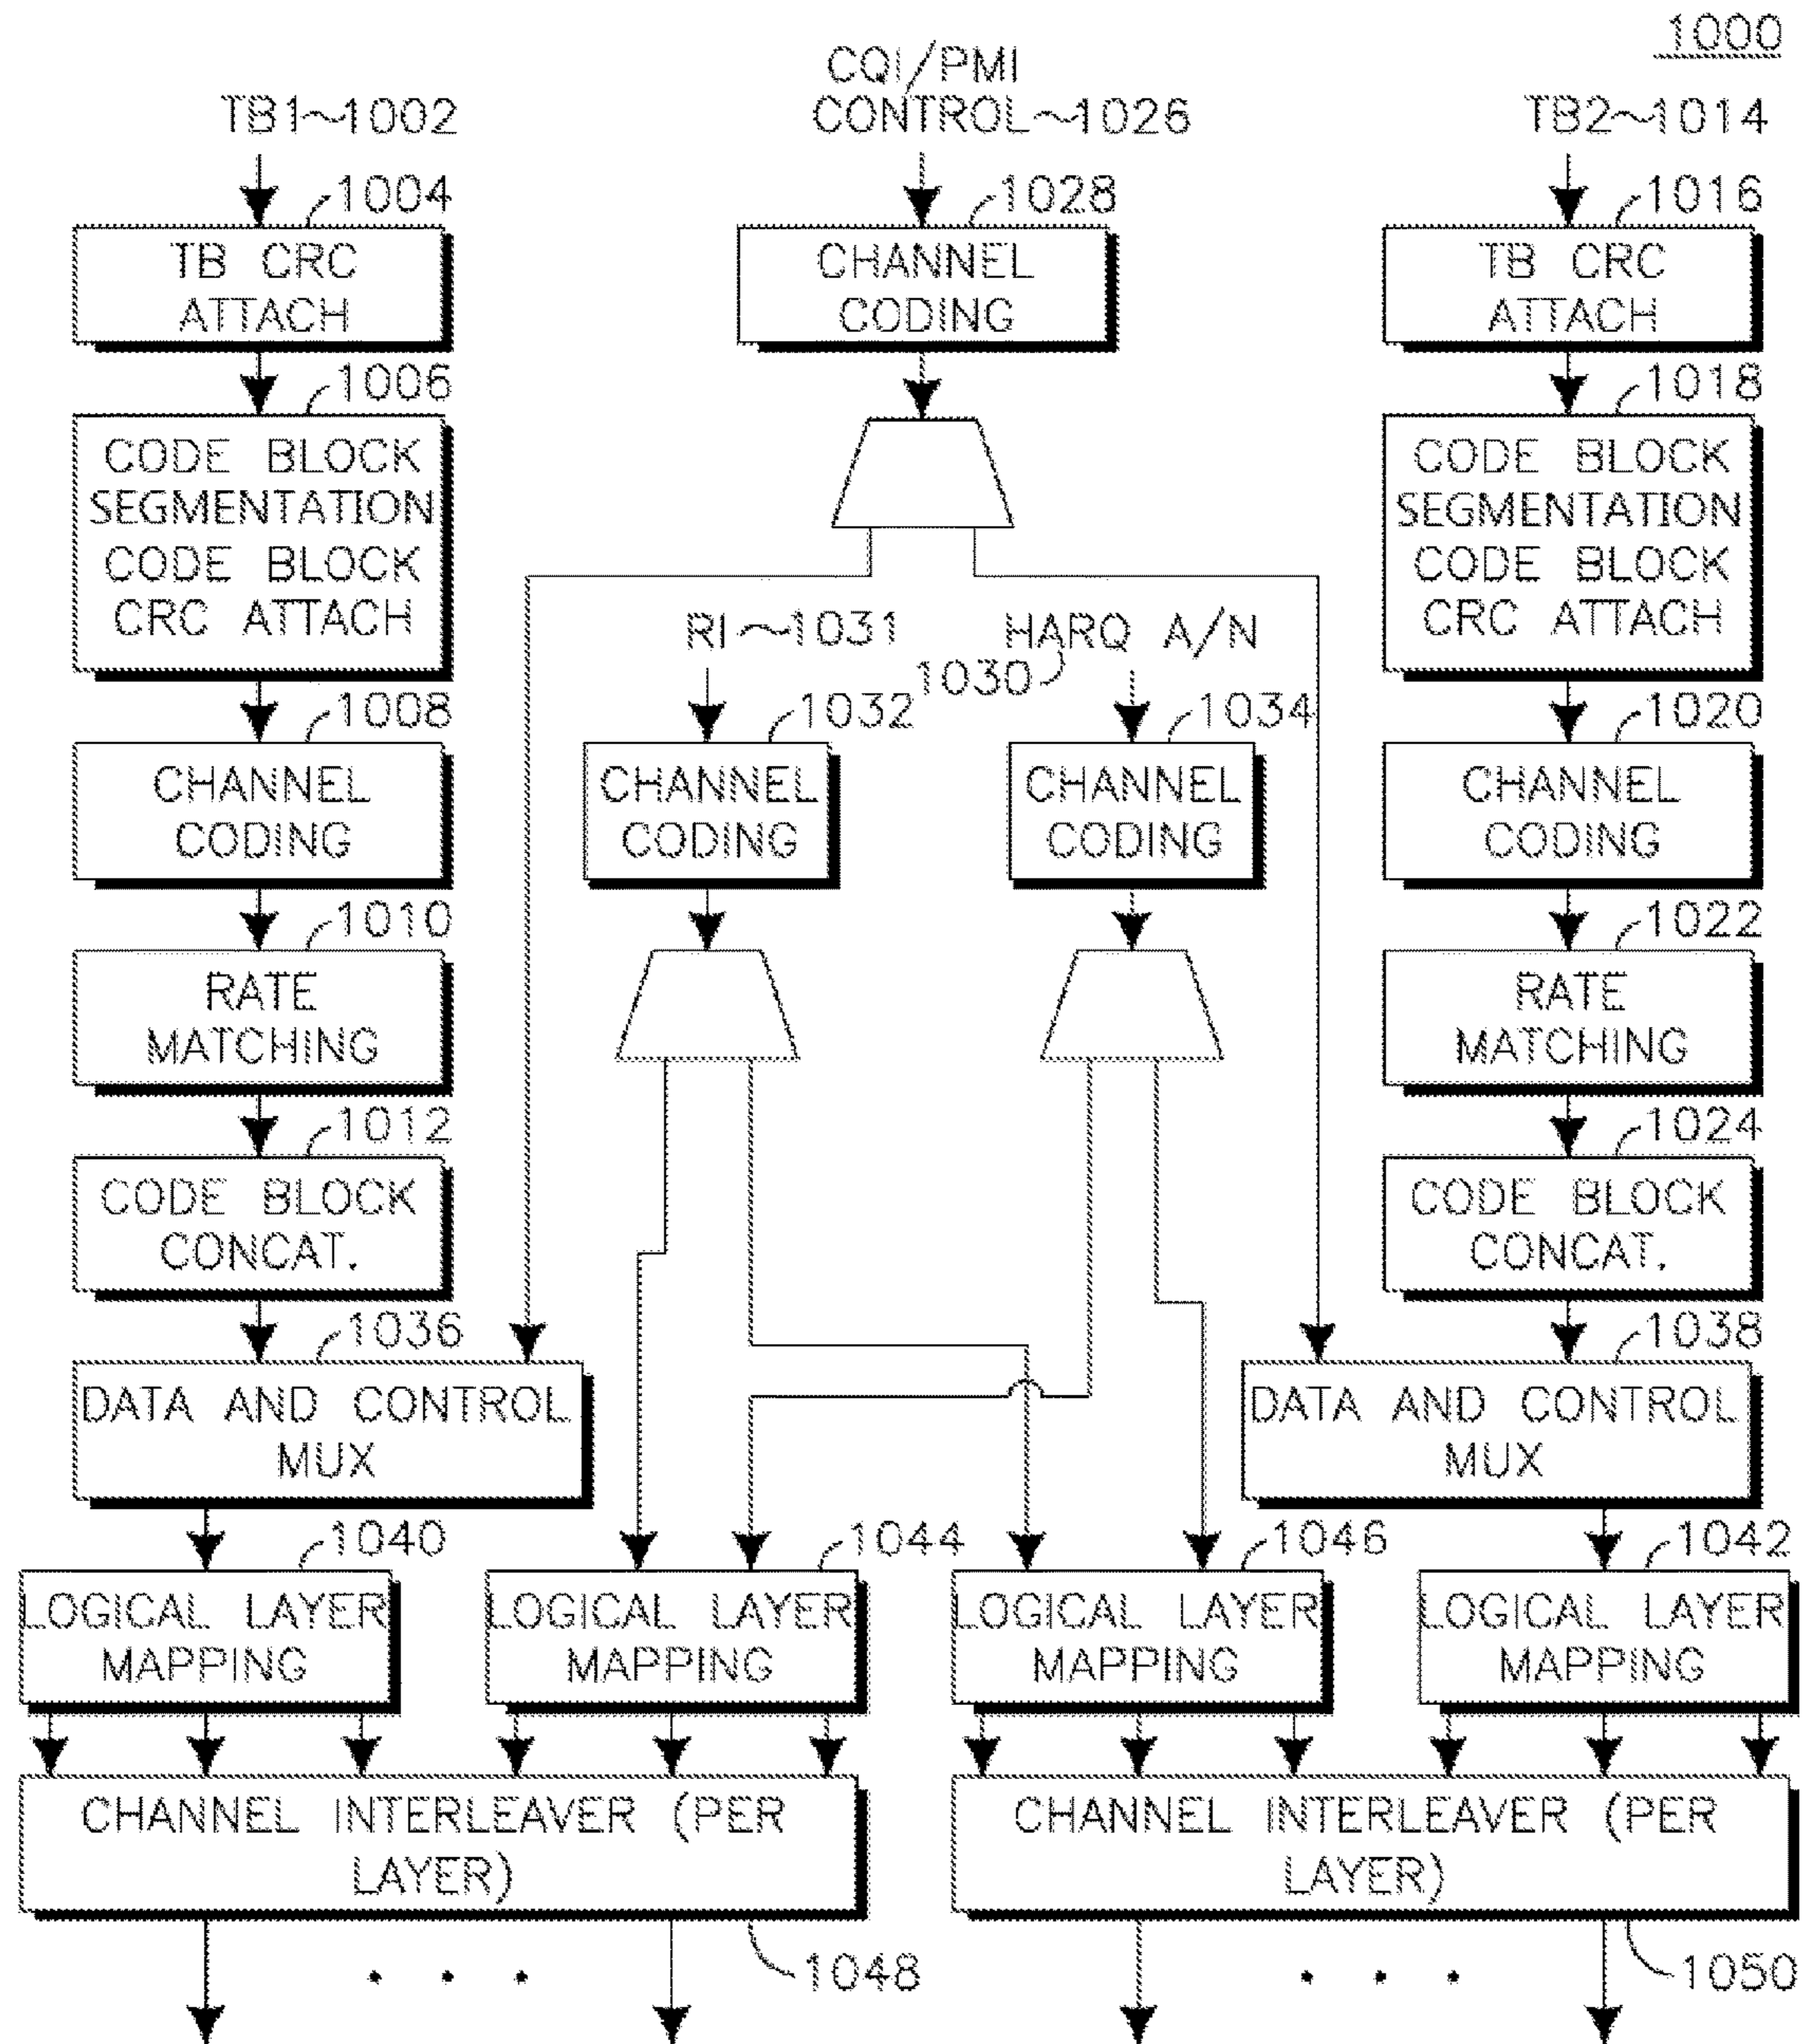 1000
TB1~1002
CQI/PMI
CONTROL~1026
TB2~1014
1004
TB CRC
ATTACH
1028
CHANNEL
CODING
1016
TB CRC
ATTACH
1006
CODE BLOCK
SEGMENTATION
CODE BLOCK
CRC ATTACH
1018
CODE BLOCK
SEGMENTATION
CODE BLOCK
CRC ATTACH
RI~1031
HARQ A/N
1030
1008
CHANNEL
CODING
1032
CHANNEL
CODING
1034
CHANNEL
CODING
1020
CHANNEL
CODING
1010
RATE
MATCHING
1022
RATE
MATCHING
1012
CODE BLOCK
CONCAT.
1024
CODE BLOCK
CONCAT.
1036
DATA AND CONTROL
MUX
1038
DATA AND CONTROL
MUX
1040
LOGICAL LAYER
MAPPING
1044
LOGICAL LAYER
MAPPING
1046
LOGICAL LAYER
MAPPING
1042
LOGICAL LAYER
MAPPING
CHANNEL INTERLEAVER (PER
LAYER)
1048
CHANNEL INTERLEAVER (PER
LAYER)
1050
. . .
. . .